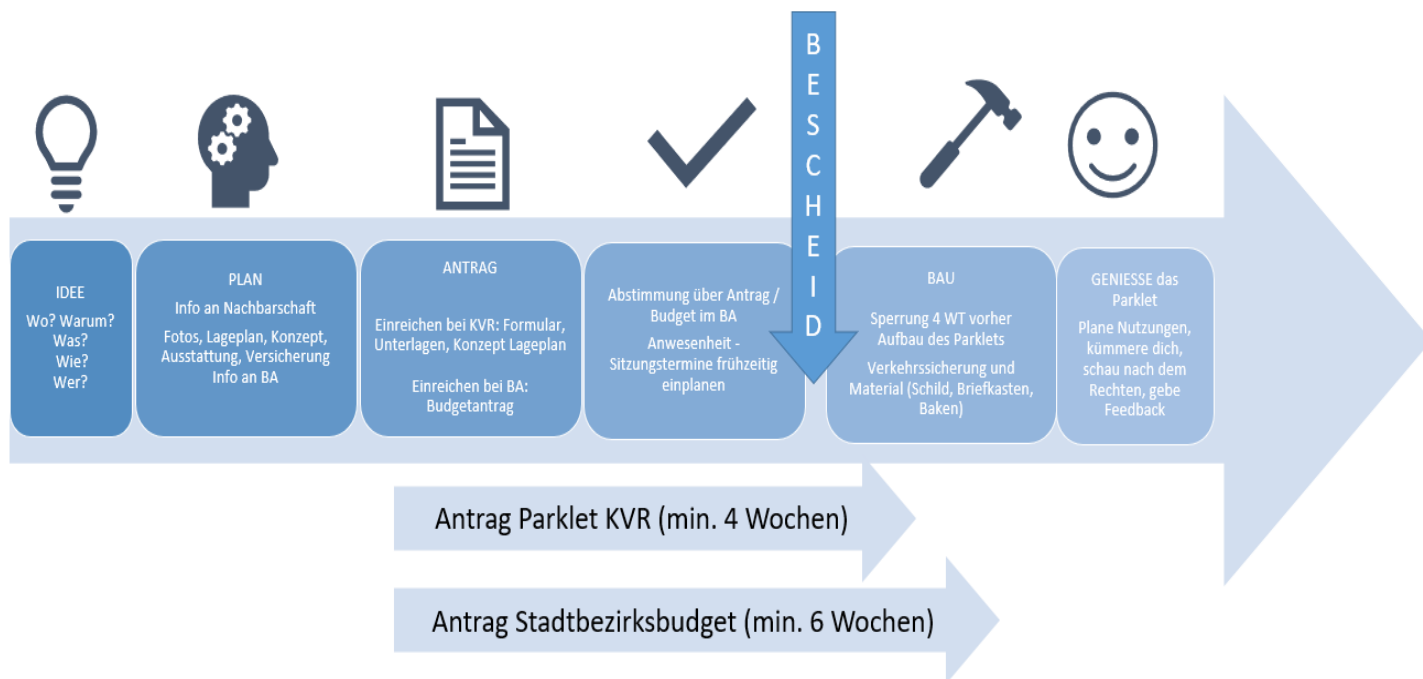 IDEE
Wo? Warum?
Was?
Wie?
Wer?
PLAN
Info an Nachbarschaft
Fotos, Lageplan, Konzept,
Ausstattung, Versicherung
Info an BA
ANTRAG
Einreichen bei KVR: Formular,
Unterlagen, Konzept Lageplan
Einreichen bei BA:
Budgetantrag
Abstimmung über Antrag /
Budget im BA
Anwesenheit -
Sitzungstermine frühzeitig
einplanen
BESCHEID
BAU
Sperrung 4 WT vorher
Aufbau des Parklets
Verkehrssicherung und
Material (Schild, Briefkasten,
Baken)
GENIESSE das
Parklet
Plane Nutzungen,
kümmere dich,
schau nach dem
Rechten, gebe
Feedback
Antrag Parklet KVR (min. 4 Wochen)
Antrag Stadtbezirksbudget (min. 6 Wochen)